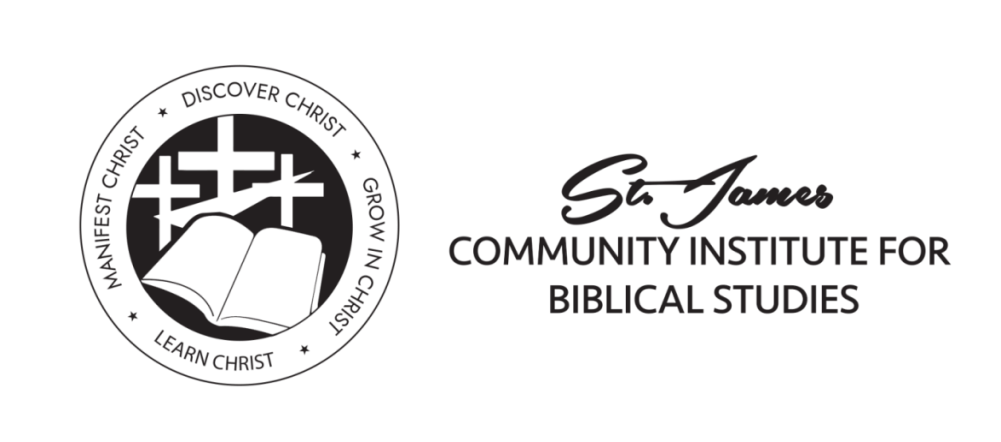 DISCOVER CHRIST
GROW IN CHRIST
LEARN CHRIST
MANIFEST CHRIST
St. James
COMMUNITY INSTITUTE FOR
BIBLICAL STUDIES